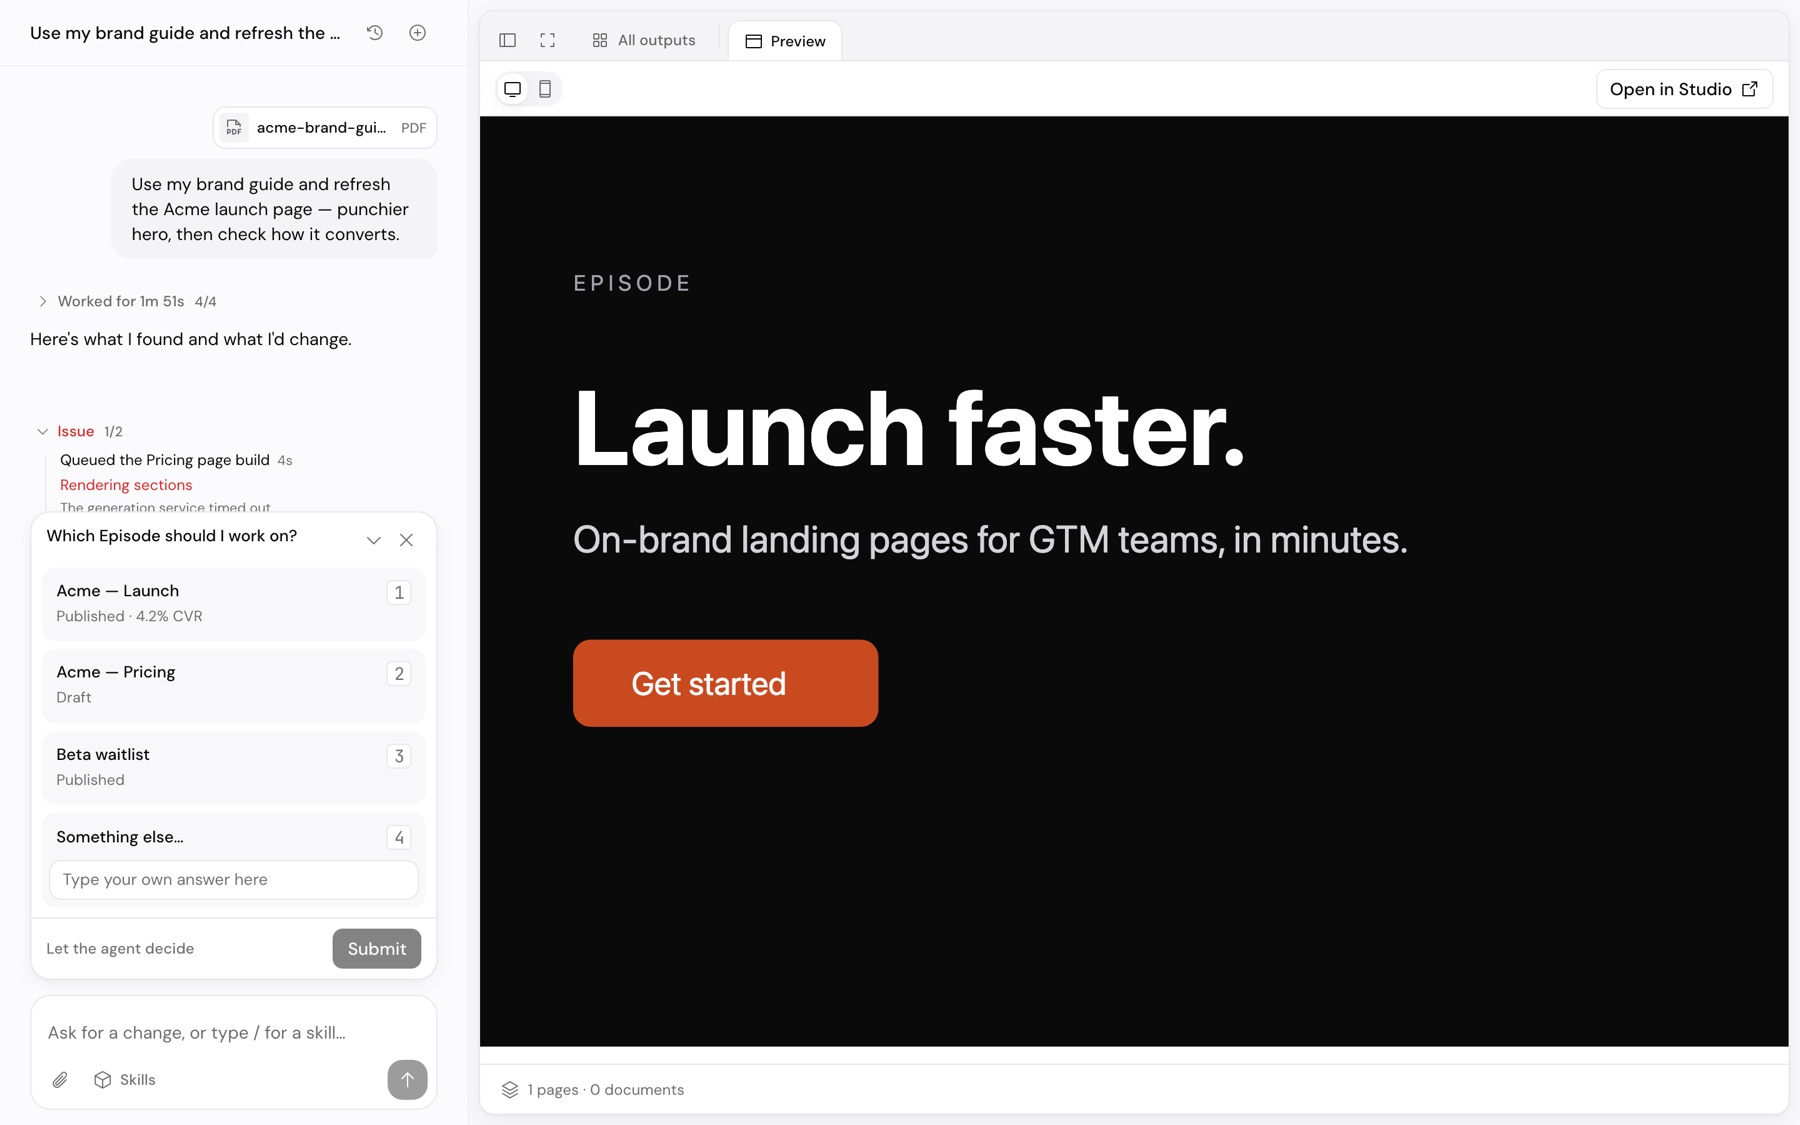 Use my brand guide and refresh the ...
acme-brand-gui... PDF
Use my brand guide and refresh
the Acme launch page — punchier
hero, then check how it converts.
Worked for 1m 51s 4/4
Here's what I found and what I'd change.
Issue 1/2
Queued the Pricing page build 4s
Rendering sections
The generation service timed out
Which Episode should I work on?
Acme — Launch 1
Published · 4.2% CVR
Acme — Pricing 2
Draft
Beta waitlist 3
Published
Something else... 4
Type your own answer here
Let the agent decide Submit
Ask for a change, or type / for a skill...
Skills
All outputs Preview
Open in Studio
EPISODE
Launch faster.
On-brand landing pages for GTM teams, in minutes.
Get started
1 pages · 0 documents